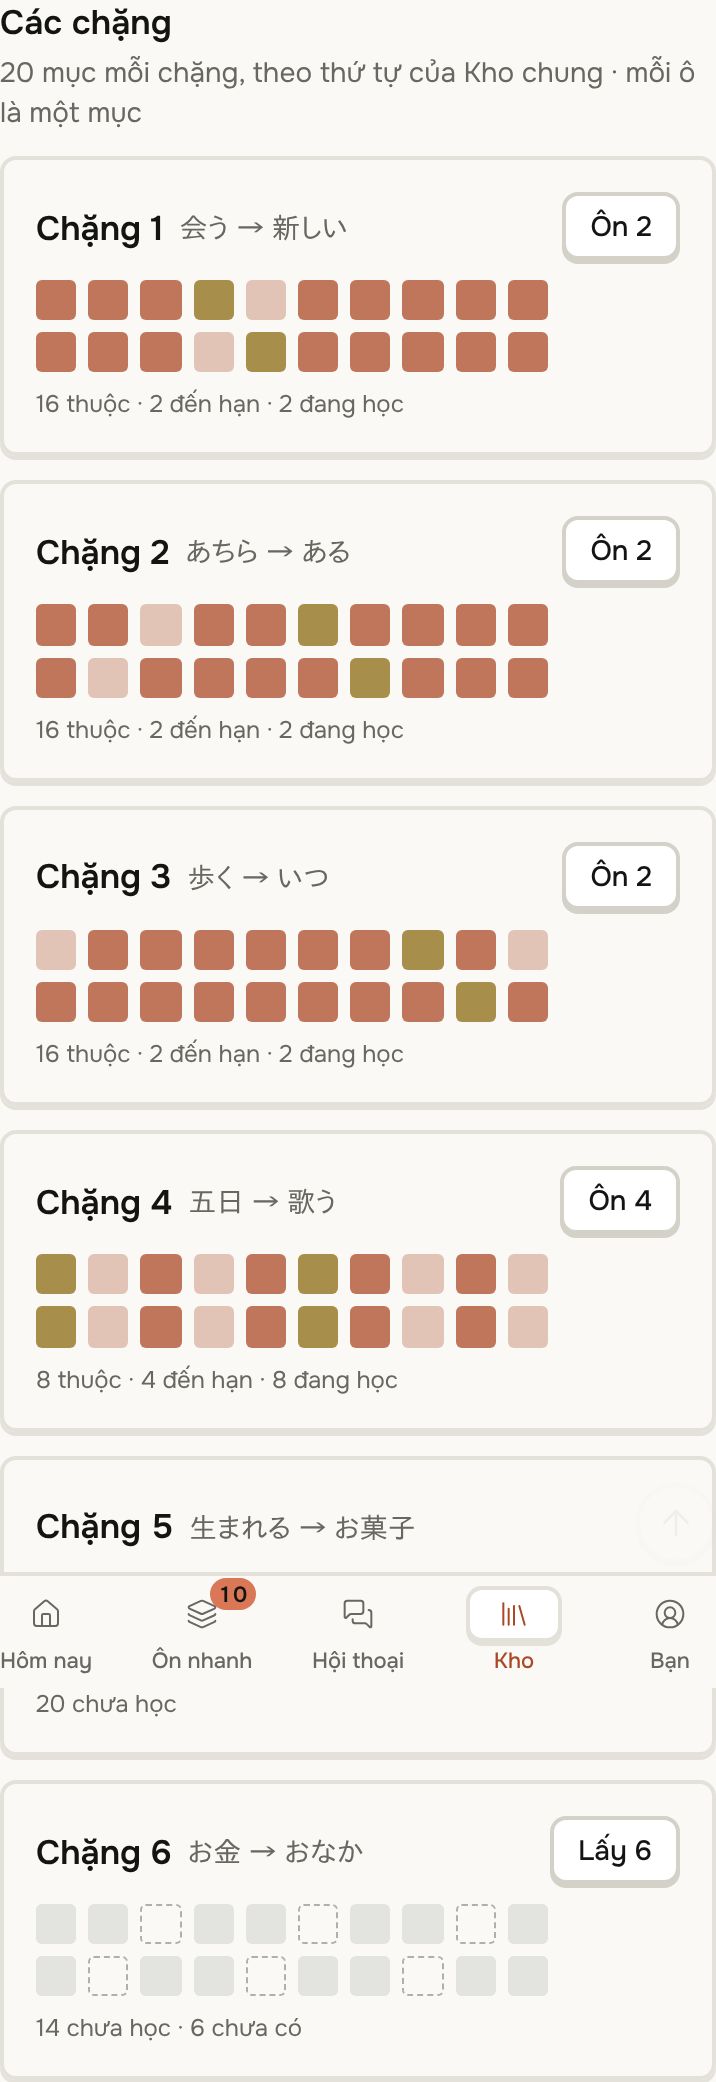 Các chặng
20 mục mỗi chặng, theo thứ tự của Kho chung · mỗi ô
là một mục
Chặng 1 会う → 新しい
Ôn 2
16 thuộc · 2 đến hạn · 2 đang học
Chặng 2 あちら → ある
Ôn 2
16 thuộc · 2 đến hạn · 2 đang học
Chặng 3 歩く → いつ
Ôn 2
16 thuộc · 2 đến hạn · 2 đang học
Chặng 4 五日 → 歌う
Ôn 4
8 thuộc · 4 đến hạn · 8 đang học
Chặng 5 生まれる → お菓子
10
Hôm nay
Ôn nhanh
Hội thoại
Kho
Bạn
20 chưa học
Chặng 6 お金 → おなか
Lấy 6
14 chưa học · 6 chưa có